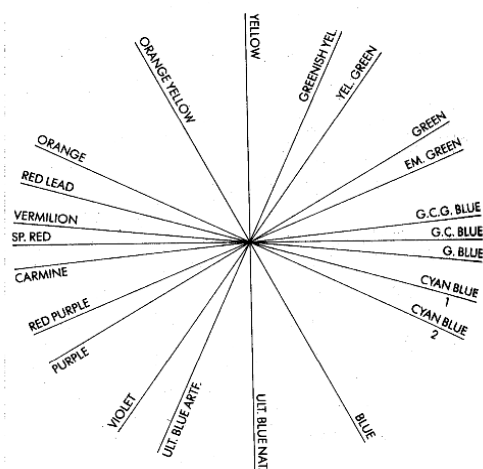 YELLOW
GREENISH YEL.
YEL. GREEN
GREEN
EM. GREEN
G.C.G. BLUE
G.C. BLUE
G. BLUE
CYAN BLUE
1
CYAN BLUE
2
BLUE
ULT. BLUE NAT
ULT. BLUE ARTF.
VIOLET
PURPLE
RED PURPLE
CARMINE
SP. RED
VERMILION
RED LEAD
ORANGE
ORANGE YELLOW